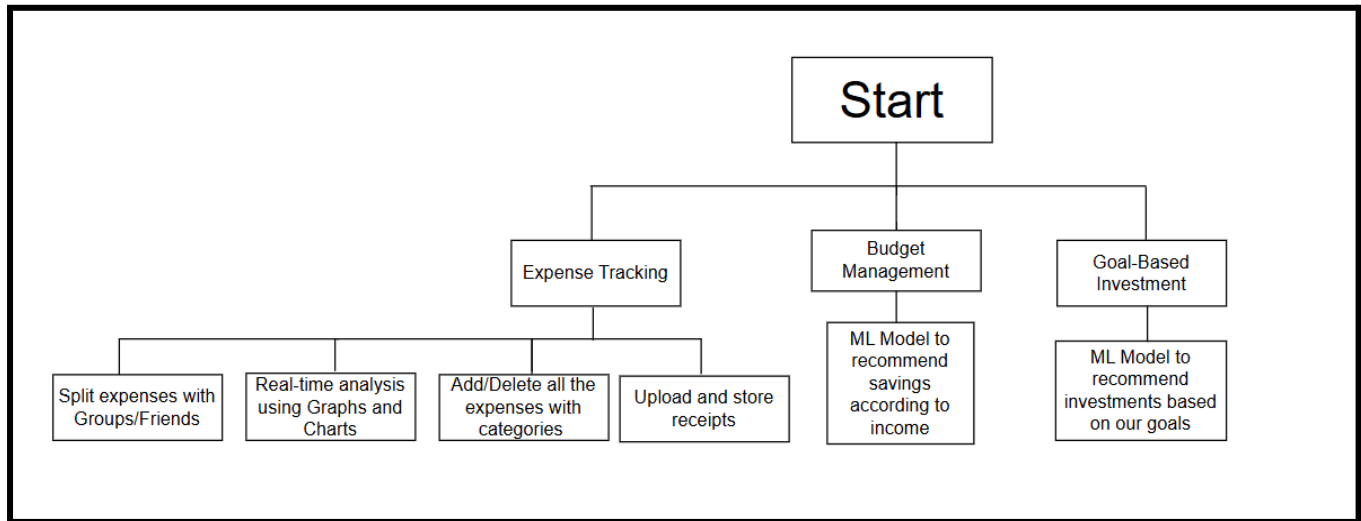 Start
Expense Tracking
Budget
Management
Goal-Based
Investment
Split expenses with
Groups/Friends
Real-time analysis
using Graphs and
Charts
Add/Delete all the
expenses with
categories
Upload and store
receipts
ML Model to
recommend
savings
according to
income
ML Model to
recommend
investments based
on our goals